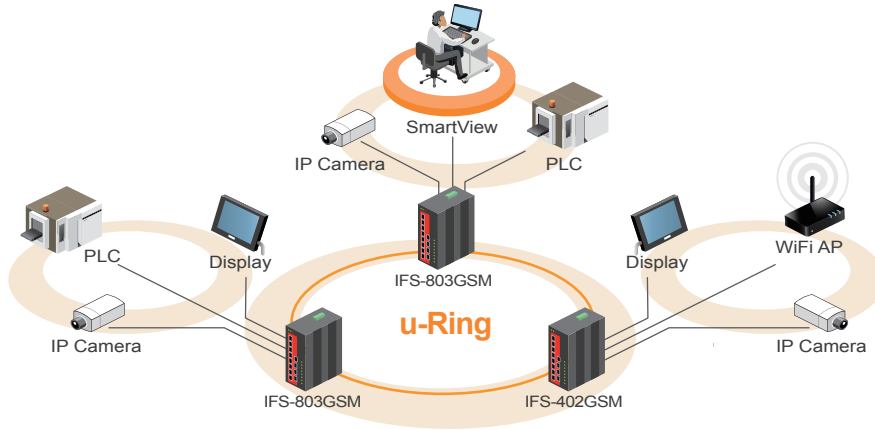 SmartView
IP Camera
PLC
WiFi AP
PLC
Display
Display
IFS-803GSM
u-Ring
IP Camera
IP Camera
IFS-803GSM
IFS-402GSM